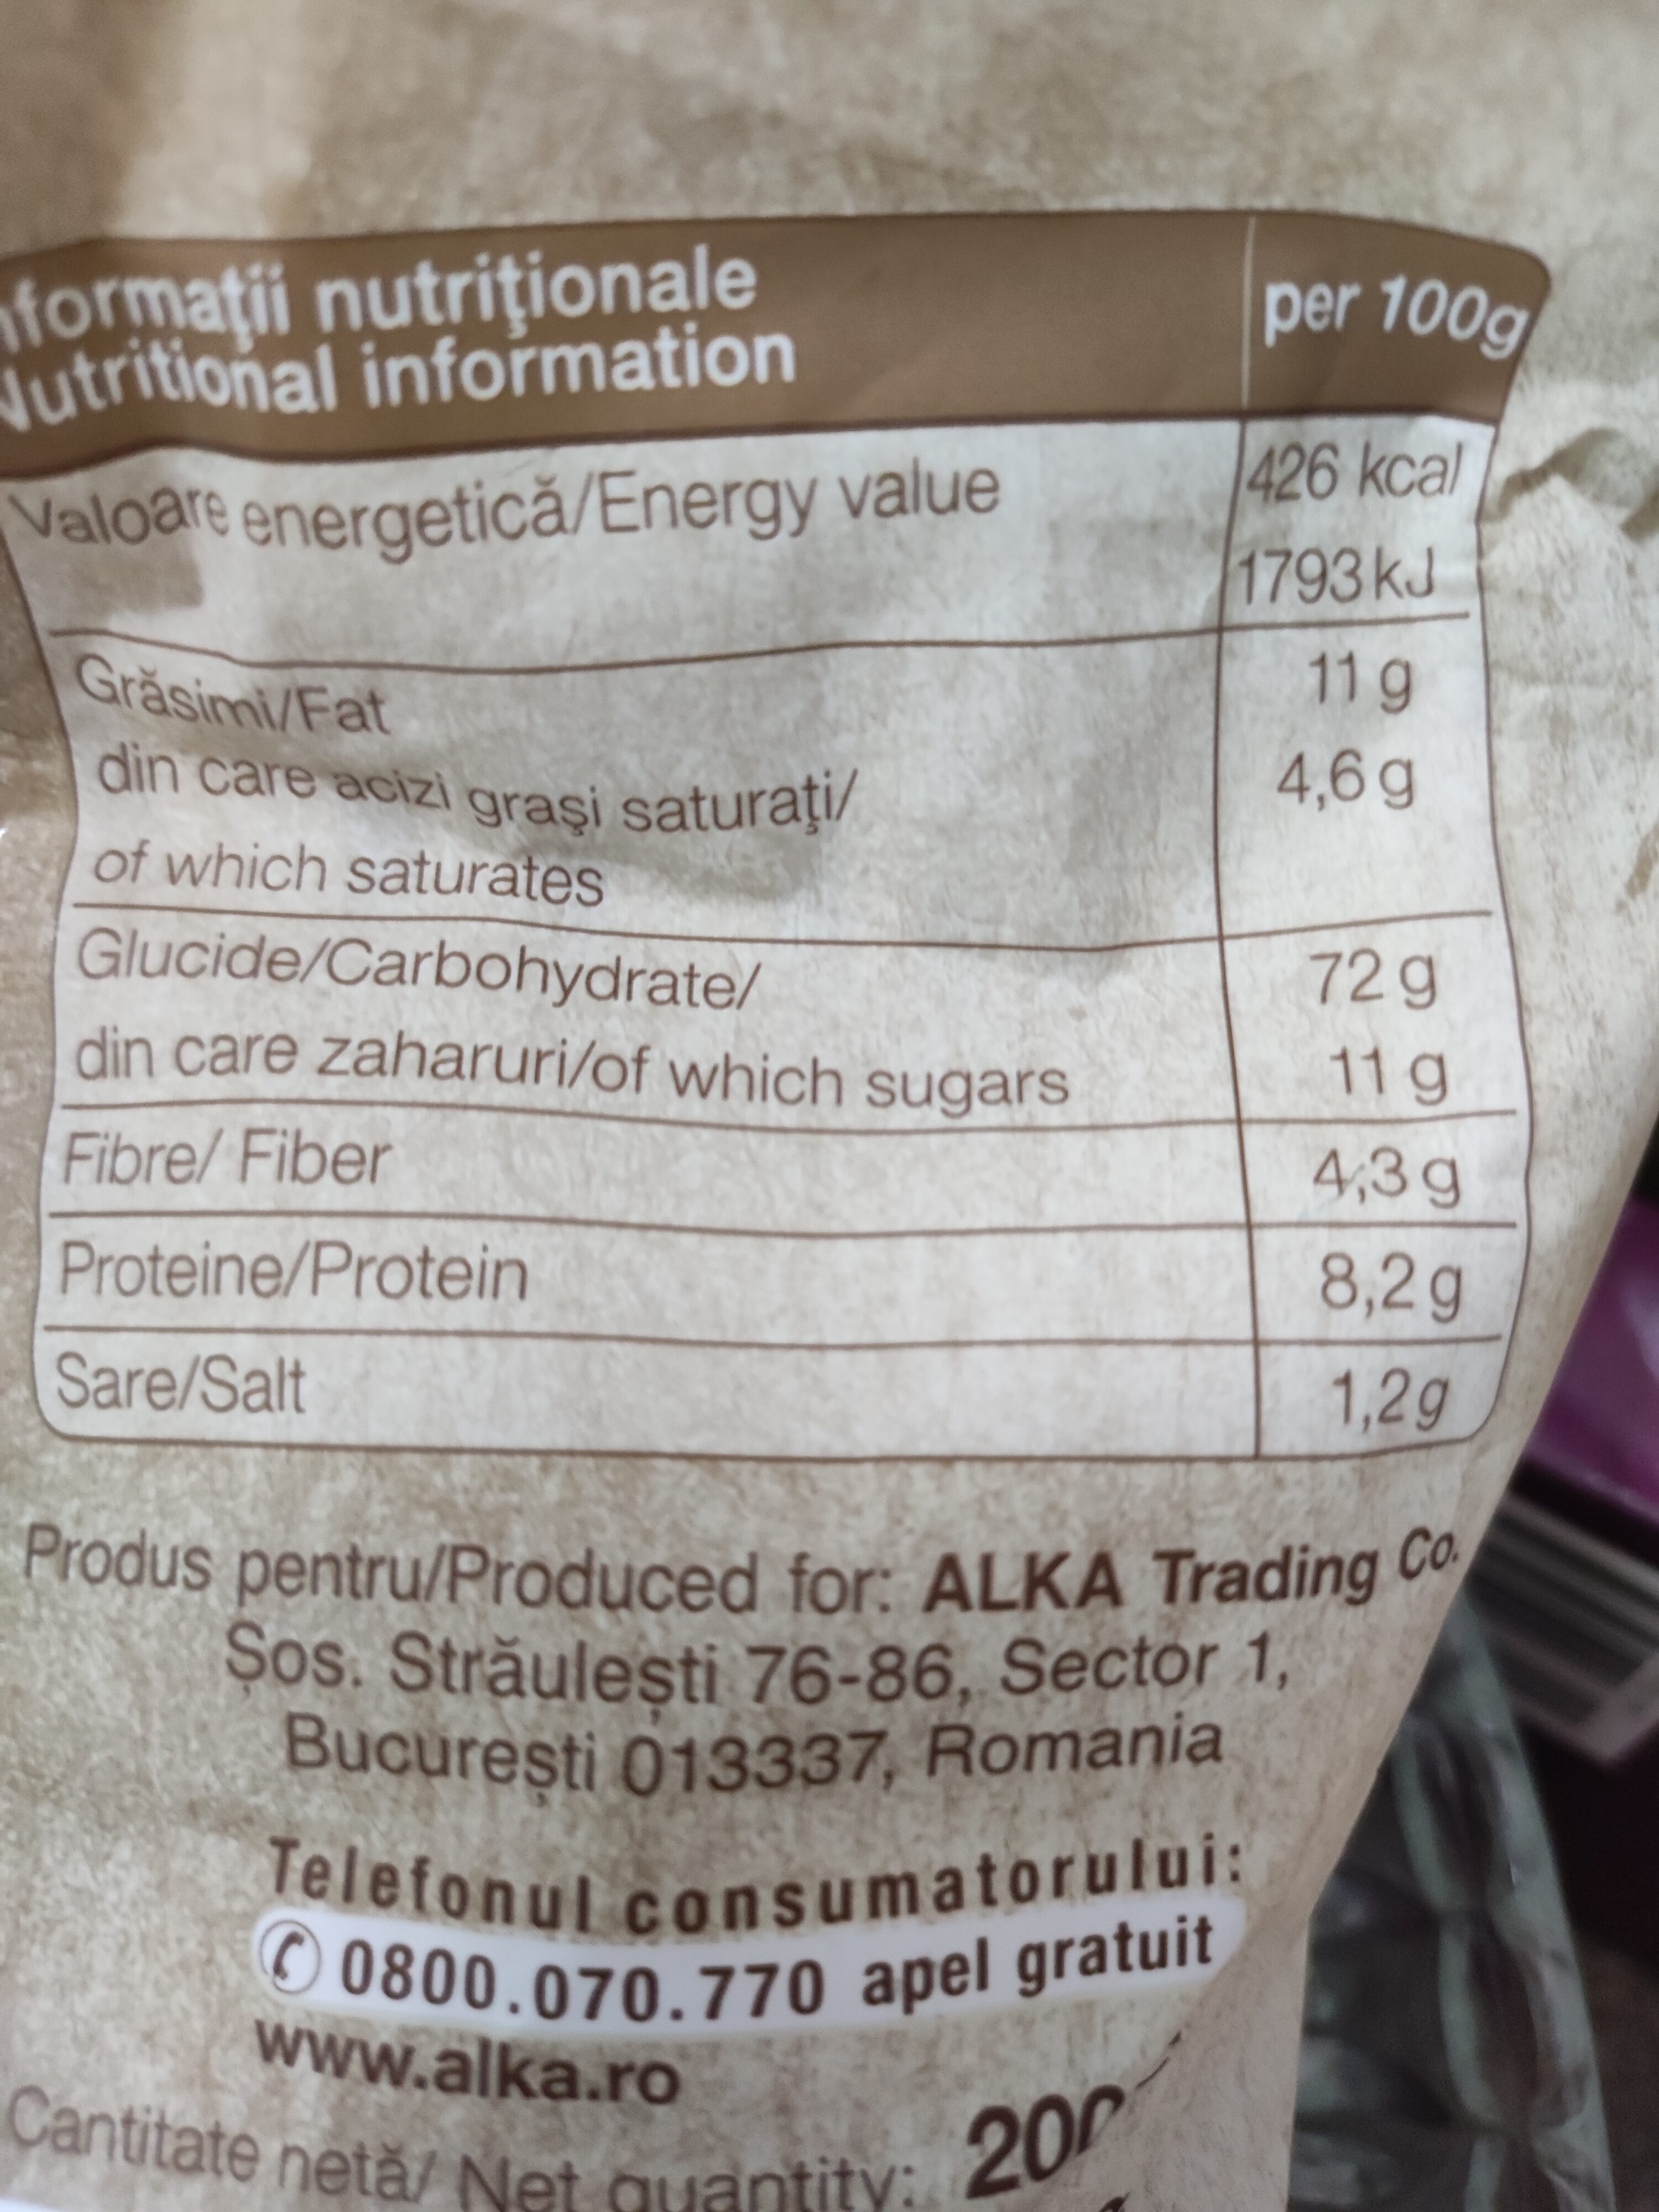 nformaţii nutriţionale
Nutritional information
per 100g
Valoare energetică/Energy value 426 kcal
1793 kJ
Grăsimi/Fat 11 g
din care acizi graşi saturaţi/ 4,6 g
of which saturates
Glucide/Carbohydrate/ 72 g
din care zaharuri/of which sugars 11 g
Fibre/ Fiber 4,3 g
Proteine/Protein 8,2 g
Sare/Salt 1,2 g
Produs pentru/Produced for: ALKA Trading Co.
Șos. Străulești 76-86, Sector 1,
București 013337, Romania
Telefonul consumatorului:
0800.070.770 apel gratuit
www.alka.ro
Cantitate netă/ Net quantity: